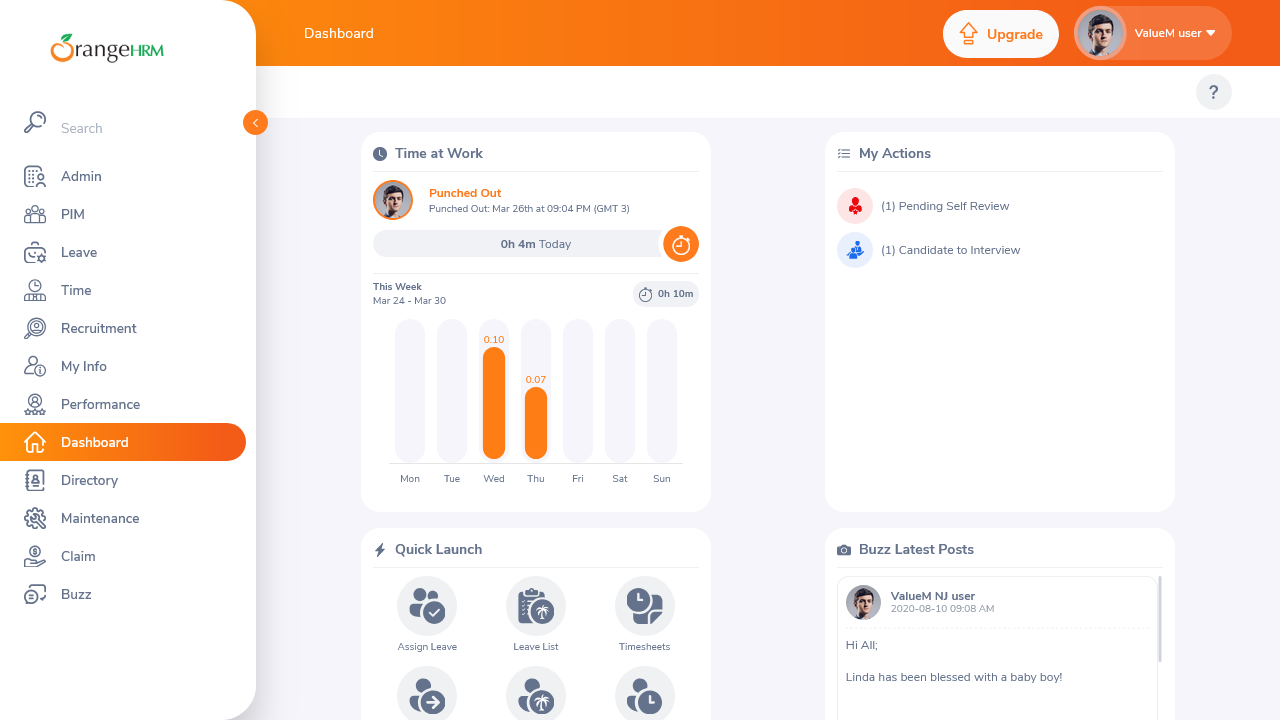 OrangeHRM
Search
Admin
PIM
Leave
Time
Recruitment
My Info
Performance
Dashboard
Directory
Maintenance
Claim
Buzz
Dashboard
Upgrade
ValueM user
?
Time at Work
Punched Out
Punched Out: Mar 26th at 09:04 PM (GMT 3)
0h 4m Today
This Week
Mar 24 - Mar 30
0h 10m
0.10
0.07
Mon Tue Wed Thu Fri Sat Sun
My Actions
(1) Pending Self Review
(1) Candidate to Interview
Quick Launch
Assign Leave
Leave List
Timesheets
Buzz Latest Posts
ValueM NJ user
2020-08-10 09:08 AM
Hi All;
Linda has been blessed with a baby boy!